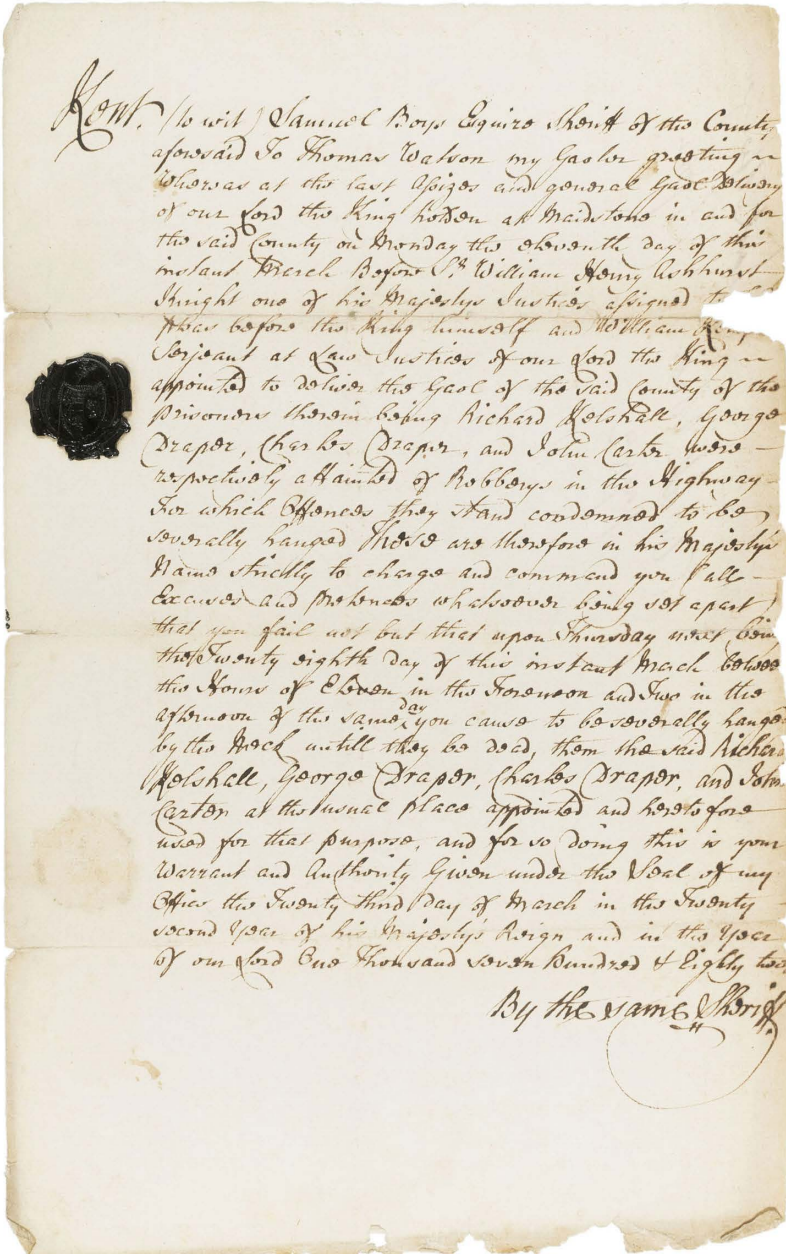 Kent. (to wit) Samuel Boys Esquire Sheriff of the County
aforesaid To Thomas Watson my Gaoler greeting
Whereas at the last Assizes and general Gaol Delivery
of our Lord the King holden at Maidstone in and for
the said County on Monday the eleventh day of this
instant March Before Sr. William Henry Ashhurst
Knight one of his Majestys Justices assigned to
Pleas before the King himself and William
Serjeant at Law Justices of our Lord the King
appointed to deliver the Gaol of the said County of the
Prisoners therein being Richard Kelshall, George
Draper, Charles Draper, and John Carter were
respectively attainted of Robberys in the Highway
For which Offences they stand condemned to be
severally hanged These are therefore in his Majesty's
Name strictly to charge and command you (all
Excuses and pretences whatsoever being set apart)
that you fail not but that upon Thursday next being
the Twenty eighth day of this instant Mach betwee
the Hours of Eleven in the Forenoon and Two in the
afternoon of the same day you cause to be severally hanged
by the Neck untill they be dead, them the said Richard
Kelshall, George Draper, Charles Draper, and John
Carter at the usual place appointed and heretofore
used for that purpose, and for so doing this is your
Warrant and Authority Given under the Seal of my
Office the Twenty third Day of March in the Twenty
second Year of his Majesty's Reign and in the Year
of our Lord One Thousand seven hundred & Eighty two
By the same Sheriff.